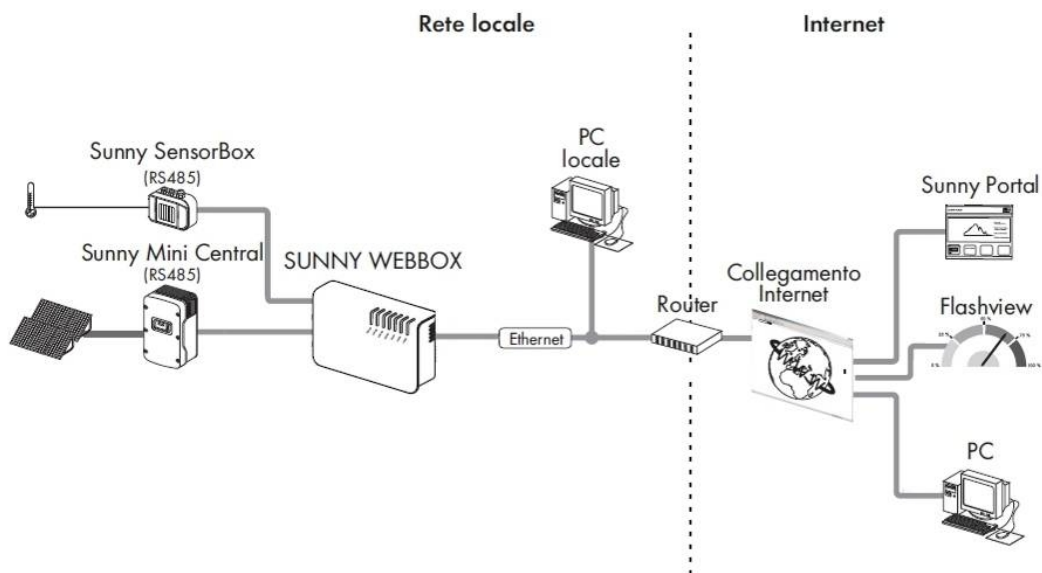 Rete locale
Internet
Sunny SensorBox
(RS485)
Sunny Mini Central
(RS485)
SUNNY WEBBOX
Ethernet
PC
locale
Router
Collegamento
Internet
Sunny Portal
Flashview
PC